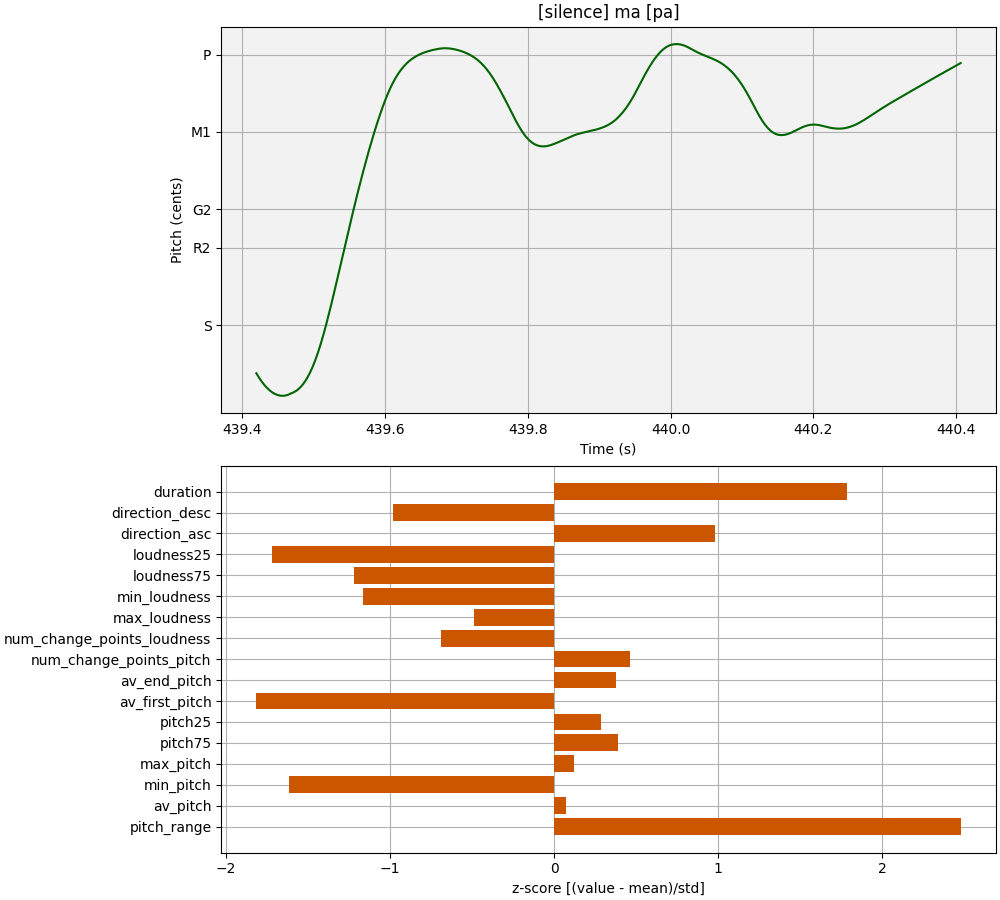 [silence] ma [pa]
Pitch (cents)
P
M1
G2
R2
S
439.4 439.6 439.8 440.0 440.2 440.4
Time (s)
duration
direction_desc
direction_asc
loudness25
loudness75
min_loudness
max_loudness
num_change_points_loudness
num_change_points_pitch
av_end_pitch
av_first_pitch
pitch25
pitch75
max_pitch
min_pitch
av_pitch
pitch_range
−2 −1 0 1 2
z-score [(value - mean)/std]